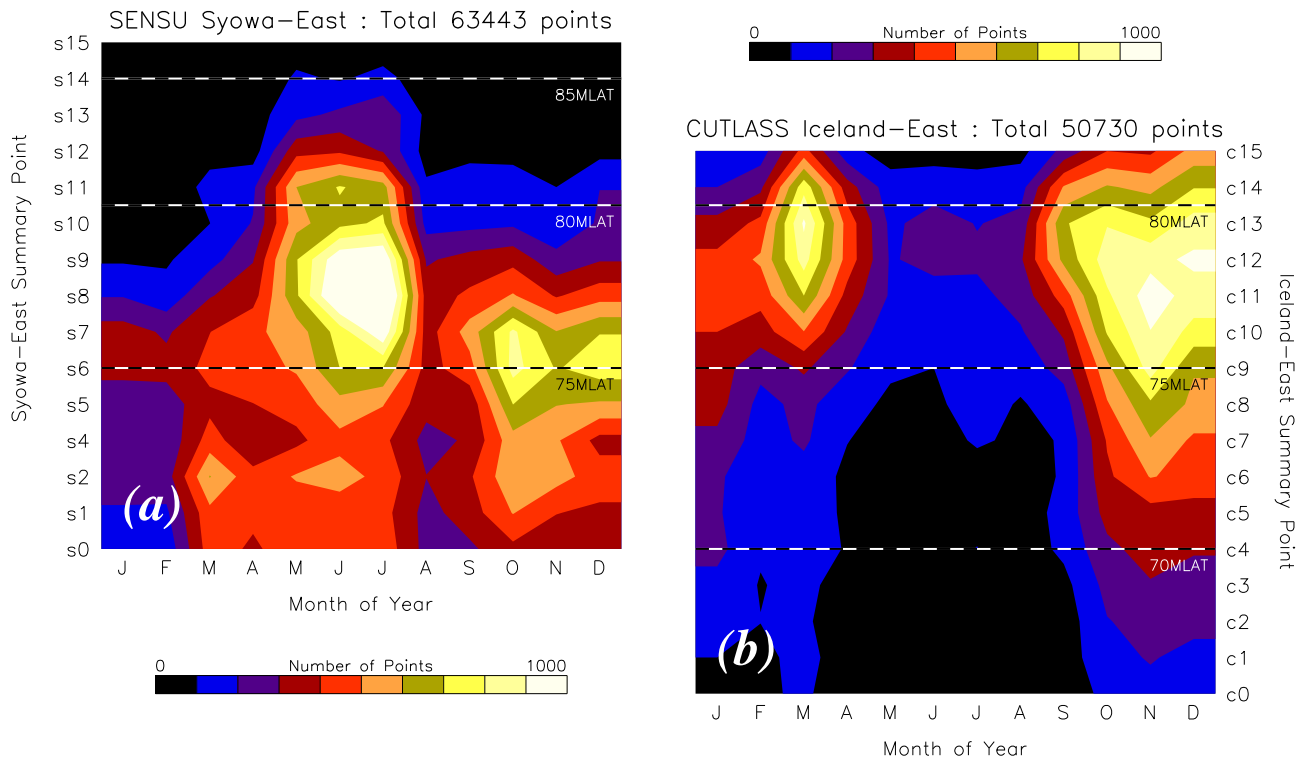 SENSU Syowa-East : Total 63443 points
s15
s14
s13
s12
s11
s10
s9
s8
s7
s6
s5
s4
s2
s1
s0
85MLAT
80MLAT
75MLAT
(a)
J F M A M J J A S O N D
Month of Year
Syowa-East Summary Point
0 Number of Points 1000
0 Number of Points 1000
CUTLASS Iceland-East : Total 50730 points
c15
c14
c13
c12
c11
c10
c9
c8
c7
c6
c5
c4
c3
c2
c1
c0
80MLAT
75MLAT
70MLAT
(b)
J F M A M J J A S O N D
Month of Year
Iceland-East Summary Point